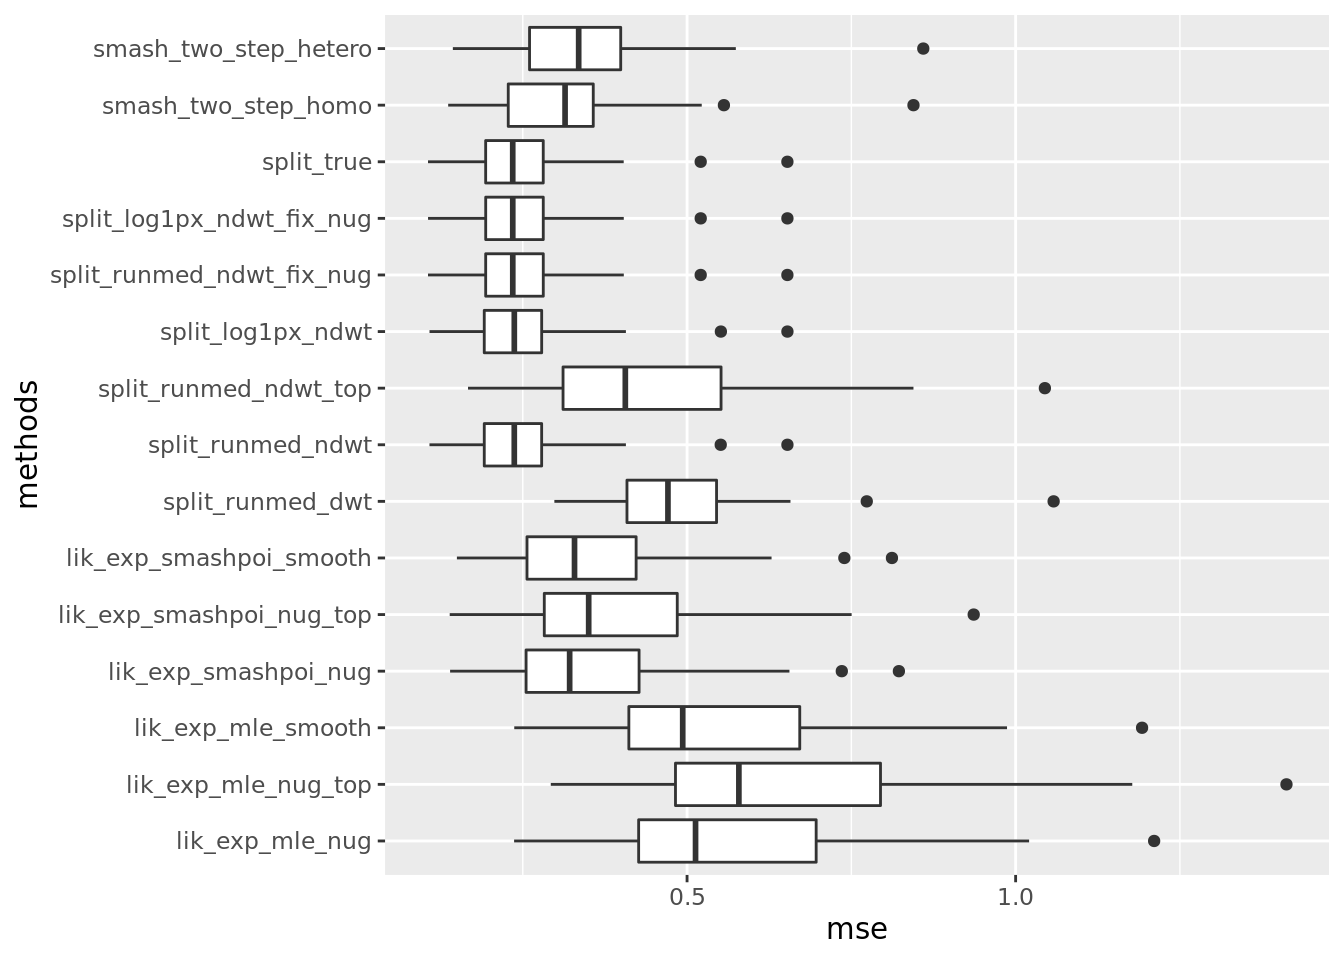 smash_two_step_hetero
smash_two_step_homo
split_true
split_log1px_ndwt_fix_nug
split_runmed_ndwt_fix_nug
split_log1px_ndwt
split_runmed_ndwt_top
split_runmed_ndwt
split_runmed_dwt
lik_exp_smashpoi_smooth
lik_exp_smashpoi_nug_top
lik_exp_smashpoi_nug
lik_exp_mle_smooth
lik_exp_mle_nug_top
lik_exp_mle_nug
methods
0.5 1.0
mse